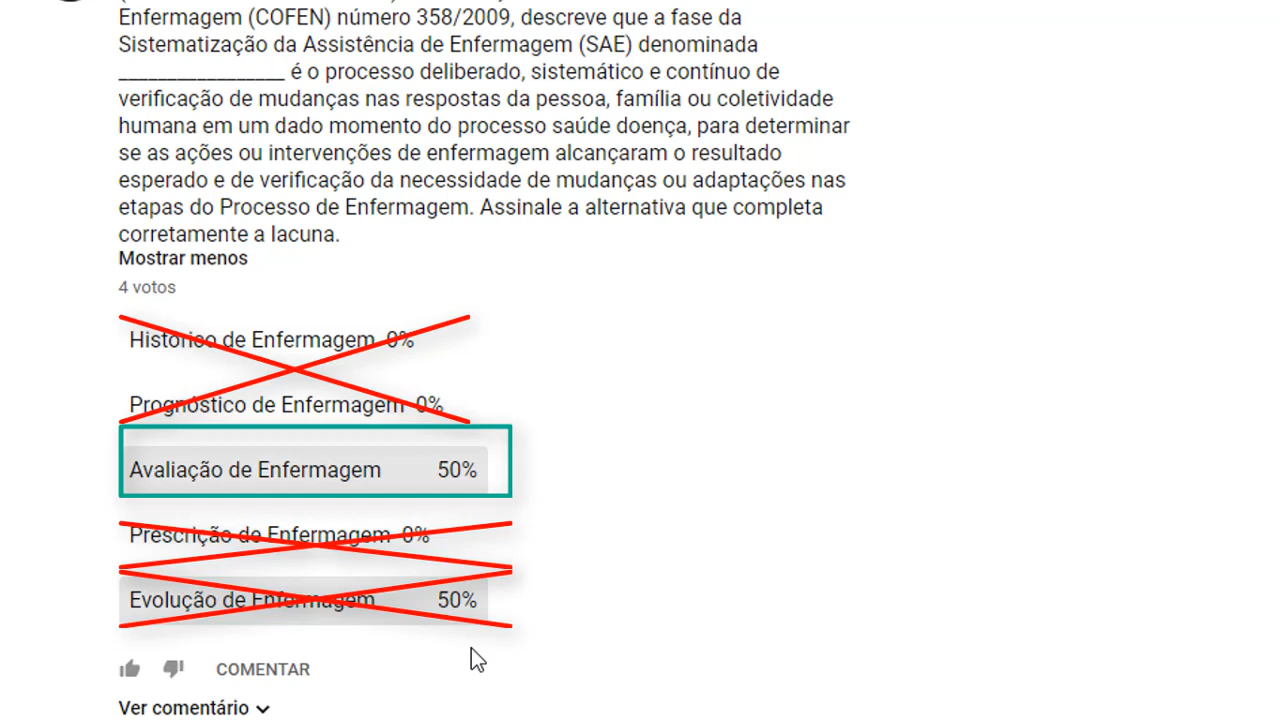 Enfermagem (COFEN) número 358/2009, descreve que a fase da
Sistematização da Assistência de Enfermagem (SAE) denominada
_________________ é o processo deliberado, sistemático e contínuo de
verificação de mudanças nas respostas da pessoa, família ou coletividade
humana em um dado momento do processo saúde doença, para determinar
se as ações ou intervenções de enfermagem alcançaram o resultado
esperado e de verificação da necessidade de mudanças ou adaptações nas
etapas do Processo de Enfermagem. Assinale a alternativa que completa
corretamente a lacuna.
Mostrar menos
4 votos
Histórico de Enfermagem 0%
Prognóstico de Enfermagem 0%
Avaliação de Enfermagem 50%
Prescrição de Enfermagem 0%
Evolução de Enfermagem 50%
COMENTAR
Ver comentário